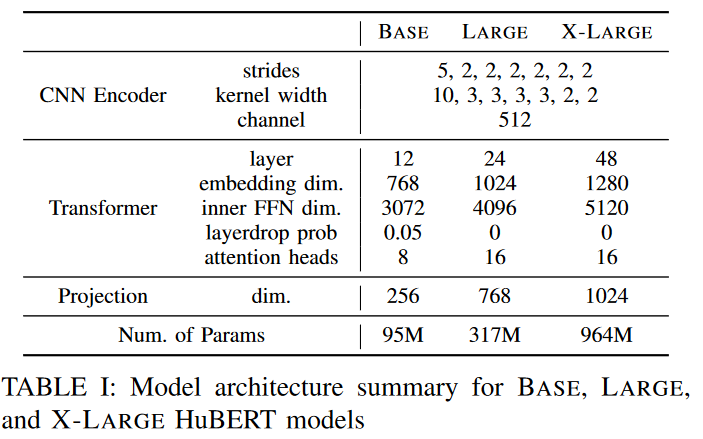 BASE LARGE X-LARGE
CNN Encoder strides 5, 2, 2, 2, 2, 2, 2
kernel width 10, 3, 3, 3, 3, 2, 2
channel 512
Transformer layer 12 24 48
embedding dim. 768 1024 1280
inner FFN dim. 3072 4096 5120
layerdrop prob 0.05 0 0
attention heads 8 16 16
Projection dim. 256 768 1024
Num. of Params 95M 317M 964M
TABLE I: Model architecture summary for BASE, LARGE,
and X-LARGE HuBERT models